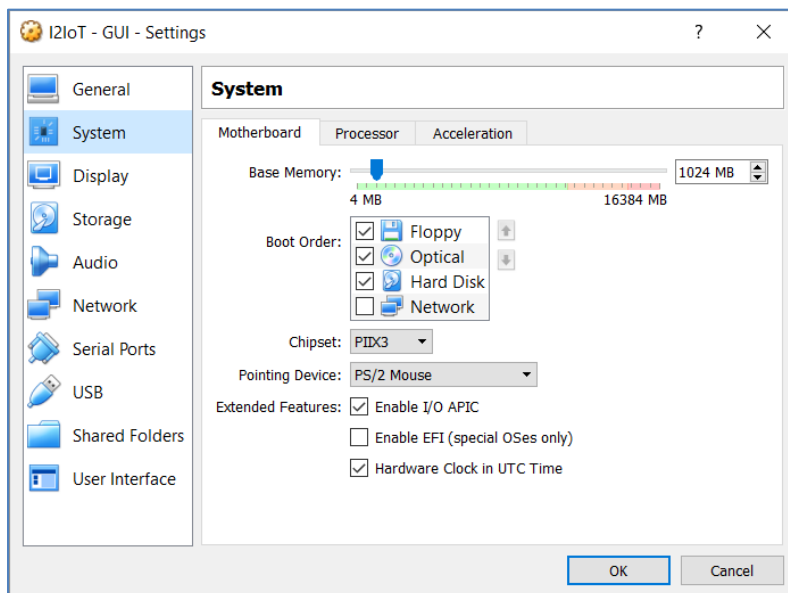 I2IoT - GUI - Settings
?
General
System
Display
Storage
Audio
Network
Serial Ports
USB
Shared Folders
User Interface
System
Motherboard Processor Acceleration
Base Memory: 1024 MB
4 MB 16384 MB
Boot Order: Floppy
Optical
Hard Disk
Network
Chipset: PIIX3
Pointing Device: PS/2 Mouse
Extended Features: Enable I/O APIC
Enable EFI (special OSes only)
Hardware Clock in UTC Time
OK Cancel